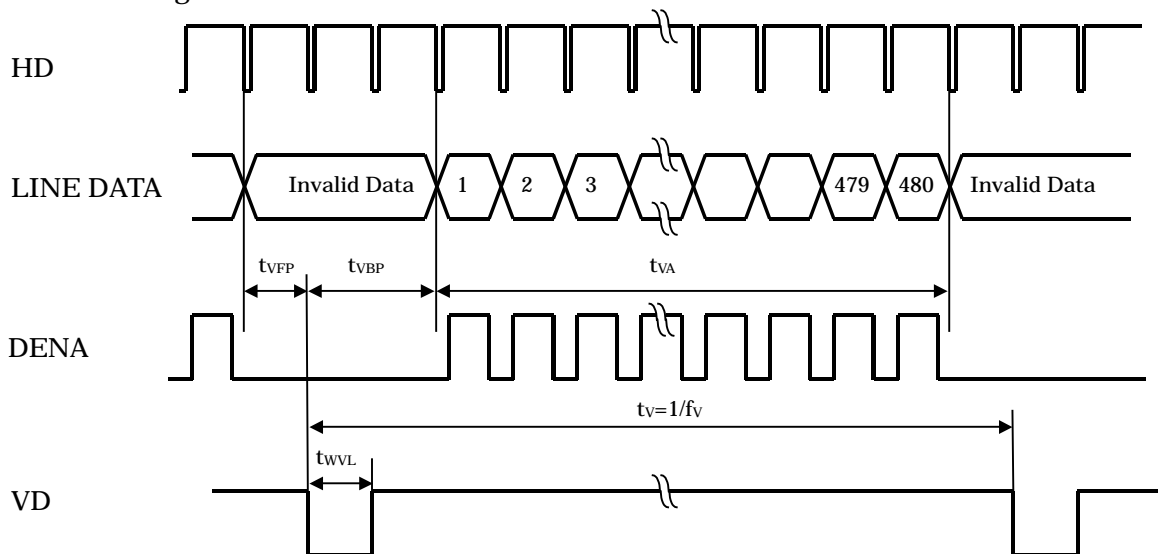 HD
LINE DATA
Invalid Data 1 2 3 479 480 Invalid Data
tVFP tVBP tVA
DENA
tV=1/fV
tWVL
VD